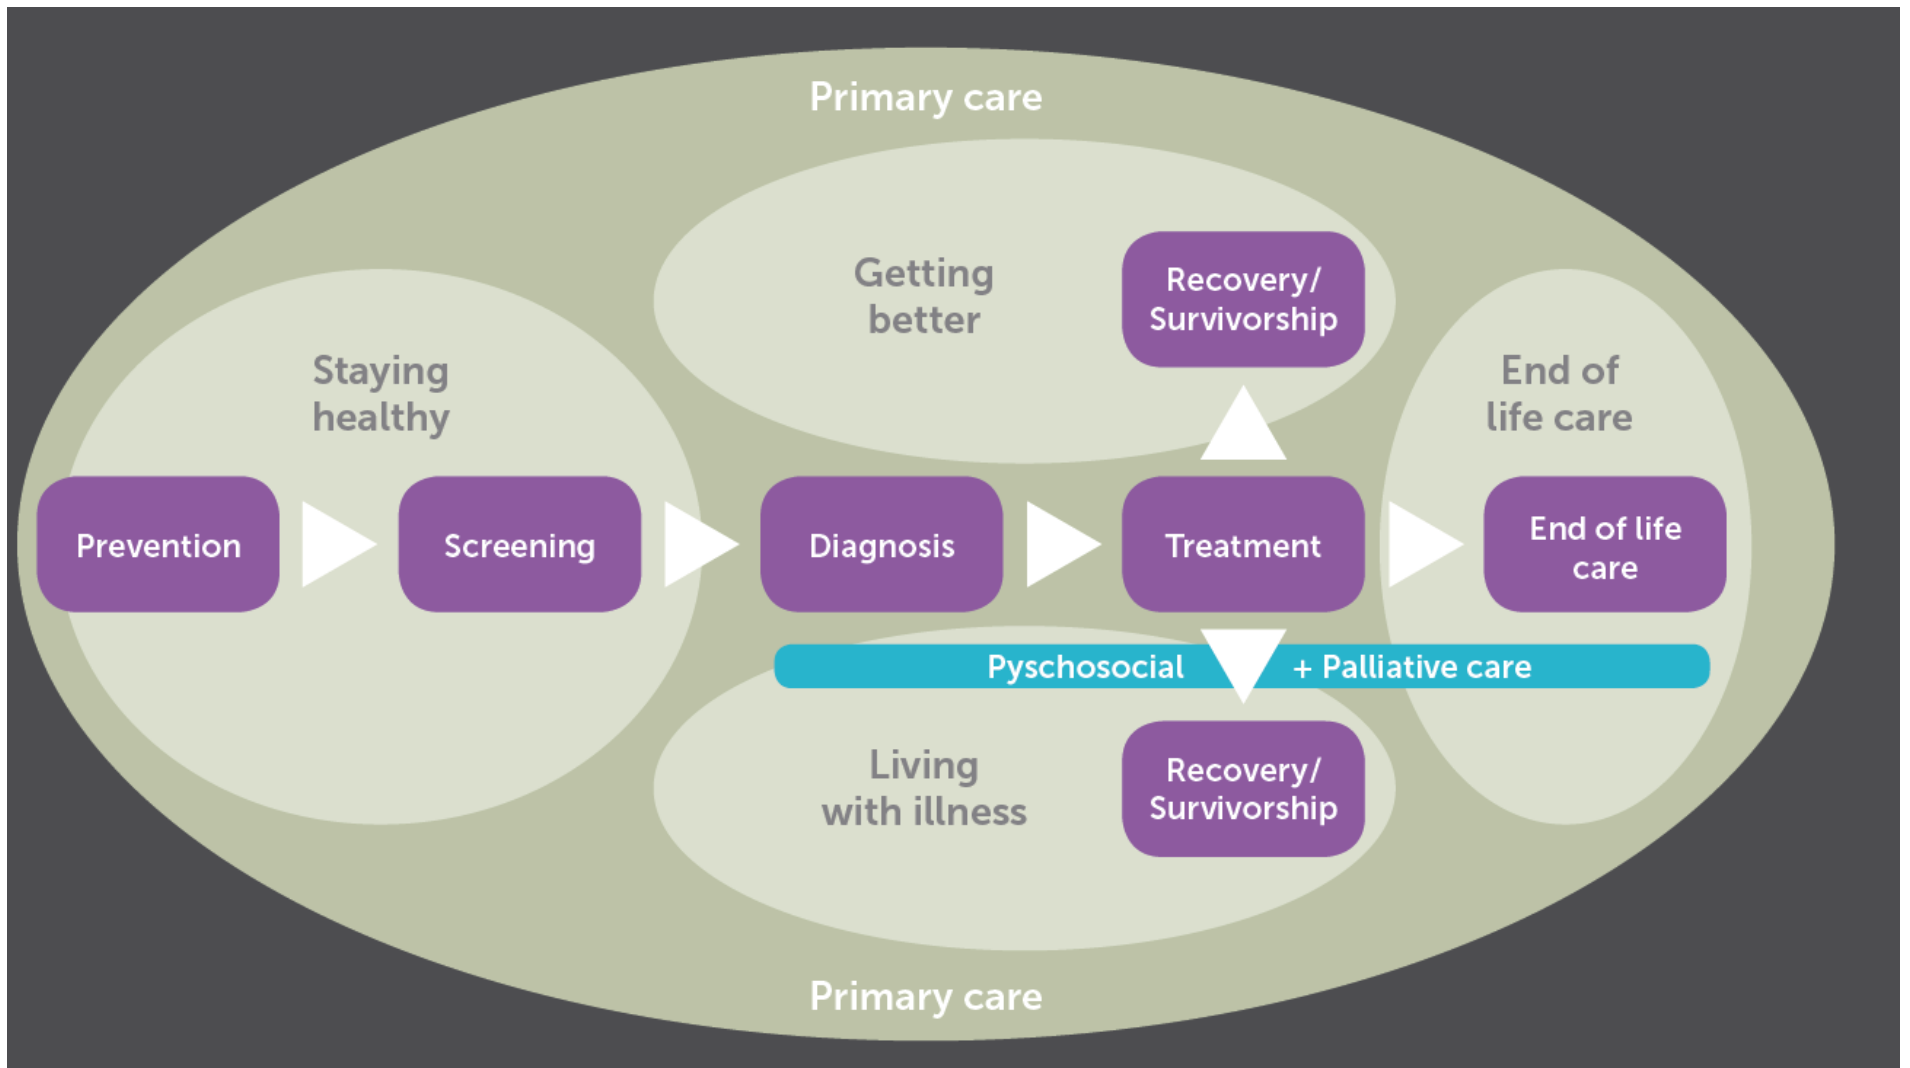 Primary care
Getting
better
Recovery/
Survivorship
Staying
healthy
End of
life care
Prevention
Screening
Diagnosis
Treatment
End of life
care
Pyschosocial + Palliative care
Living
with illness
Recovery/
Survivorship
Primary care